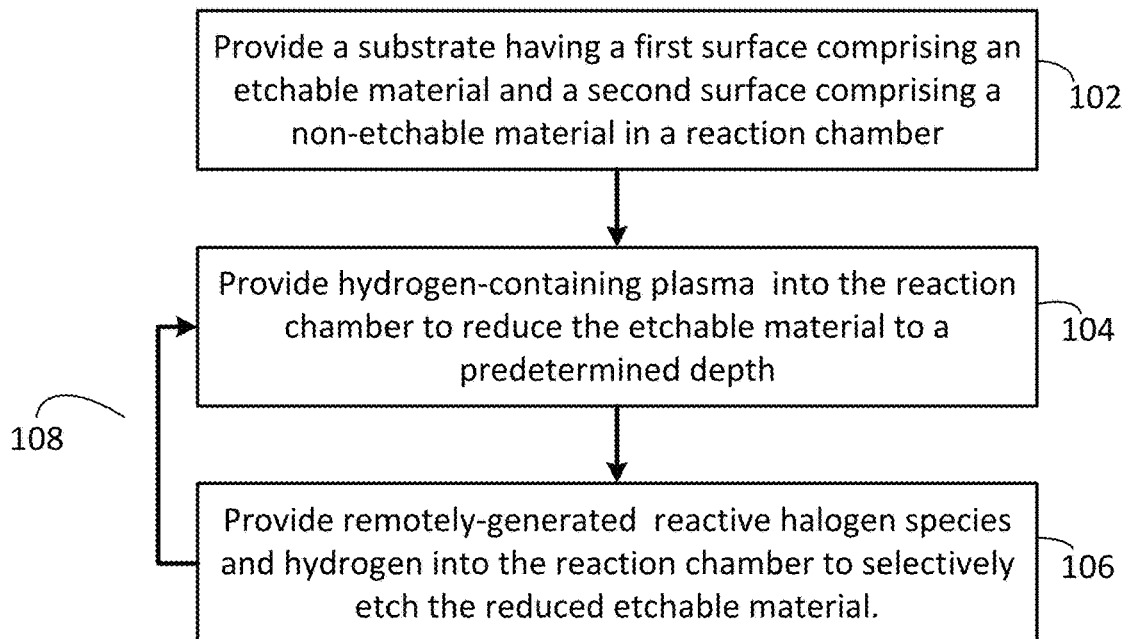 Provide a substrate having a first surface comprising an
etchable material and a second surface comprising a
non-etchable material in a reaction chamber
102
Provide hydrogen-containing plasma into the reaction
chamber to reduce the etchable material to a
predetermined depth
104
108
Provide remotely-generated reactive halogen species
and hydrogen into the reaction chamber to selectively
etch the reduced etchable material.
106